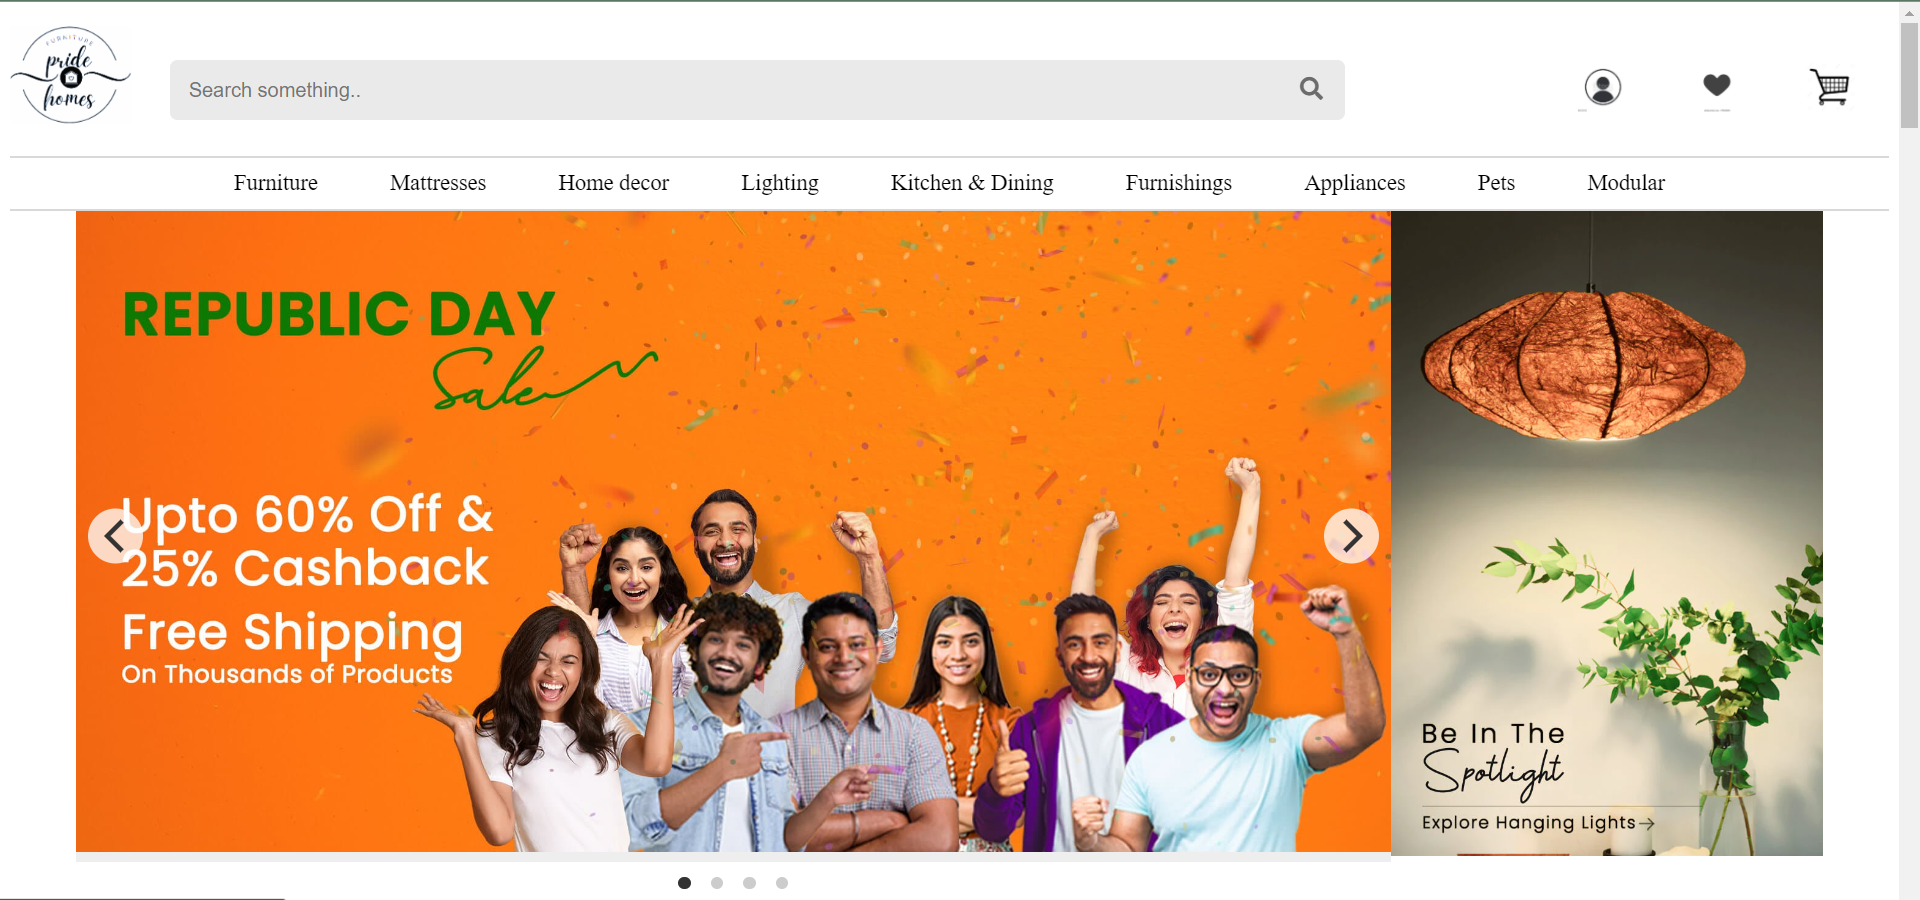 FURNITURE
pride
homes
Search something..
Furniture
Mattresses
Home decor
Lighting
Kitchen & Dining
Furnishings
Appliances
Pets
Modular
REPUBLIC DAY
Sale
Upto 60% Off &
25% Cashback
Free Shipping
On Thousands of Products
Be In The
Spotlight
Explore Hanging Lights→